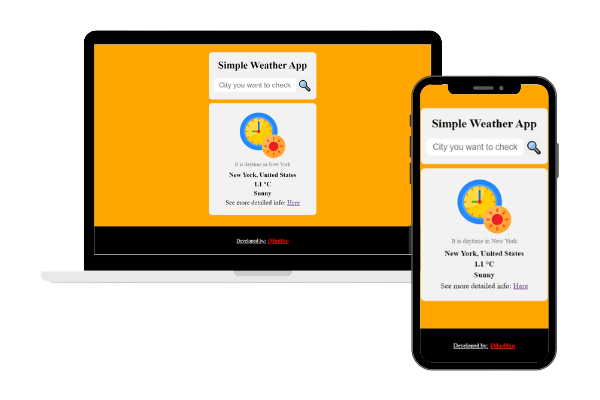 Simple Weather App
City you want to check
It is daytime in New York
New York, United States
1.1 °C
Sunny
See more detailed info: Here
Developed by:
Simple Weather App
City you want to check
It is daytime in New York
New York, United States
1.1 °C
Sunny
See more detailed info: Here
Developed by: